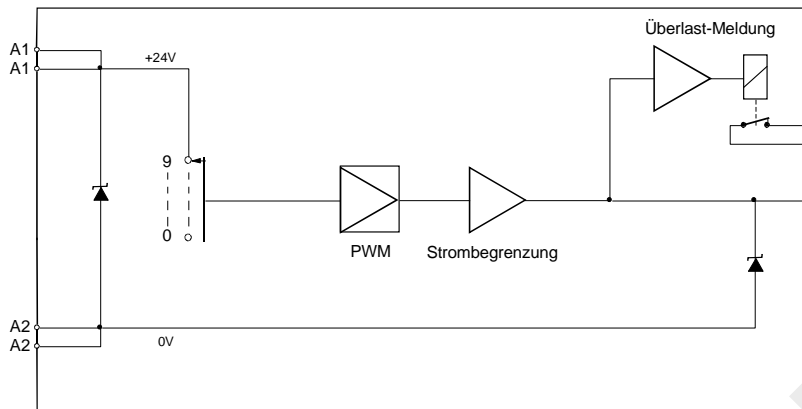 Überlast-Meldung
A1
A1
+24V
9
0
PWM
Strombegrenzung
A2
A2
0V